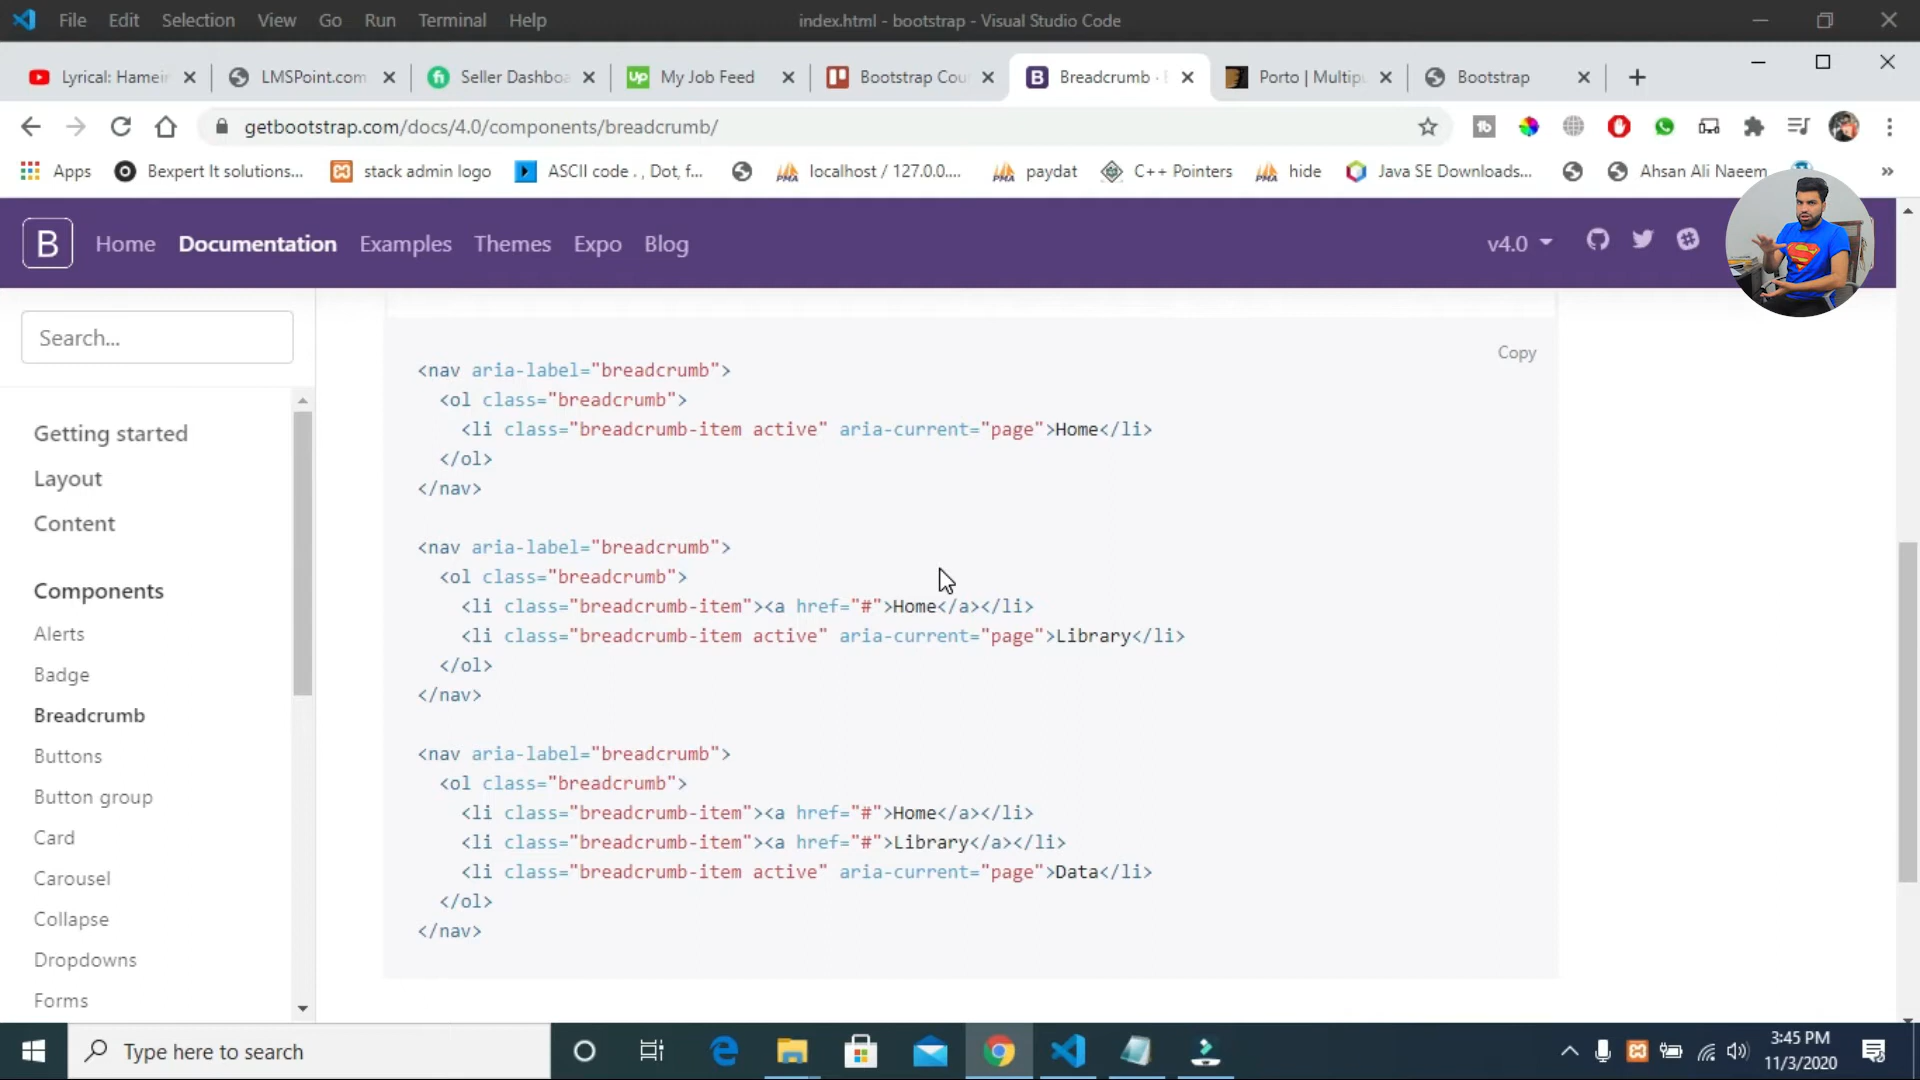 File Edit Selection View Go Run Terminal Help index.html - bootstrap - Visual Studio Code
Lyrical: Hamein LMSPoint.com Seller Dashboa My Job Feed Bootstrap Cou Breadcrumb · Porto | Multipu Bootstrap
getbootstrap.com/docs/4.0/components/breadcrumb/
Apps Bexpert It solutions... stack admin logo ASCII code . , Dot, f... localhost / 127.0.0.... paydat C++ Pointers hide Java SE Downloads... Ahsan Ali Naeem »
B Home Documentation Examples Themes Expo Blog v4.0
Search...
Copy
Getting started
Layout
Content
Components
Alerts
Badge
Breadcrumb
Buttons
Button group
Card
Carousel
Collapse
Dropdowns
Forms
<nav aria-label="breadcrumb">
<ol class="breadcrumb">
<li class="breadcrumb-item active" aria-current="page">Home</li>
</ol>
</nav>
<nav aria-label="breadcrumb">
<ol class="breadcrumb">
<li class="breadcrumb-item"><a href="#">Home</a></li>
<li class="breadcrumb-item active" aria-current="page">Library</li>
</ol>
</nav>
<nav aria-label="breadcrumb">
<ol class="breadcrumb">
<li class="breadcrumb-item"><a href="#">Home</a></li>
<li class="breadcrumb-item"><a href="#">Library</a></li>
<li class="breadcrumb-item active" aria-current="page">Data</li>
</ol>
</nav>
Type here to search
3:45 PM
11/3/2020